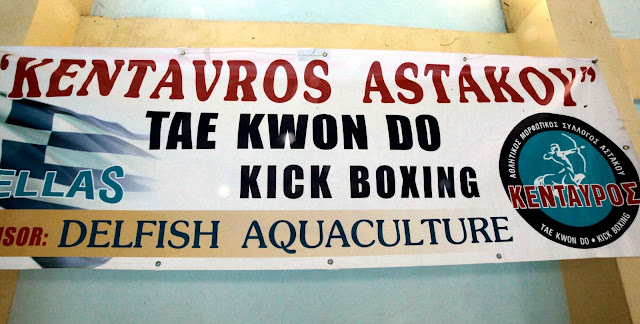 "KENTAVROS ASTAKOY"
TAE KWON DO
KICK BOXING
ELLAS
SOR: DELFISH AQUACULTURE
ΑΘΛΗΤΙΚΟΣ ΜΟΡΦΩΤΙΚΟΣ ΣΥΛΛΟΓΟΣ ΑΣΤΑΚΟΥ
ΚΕΝΤΑΥΡΟΣ
TAE KWON DO • KICK BOXING